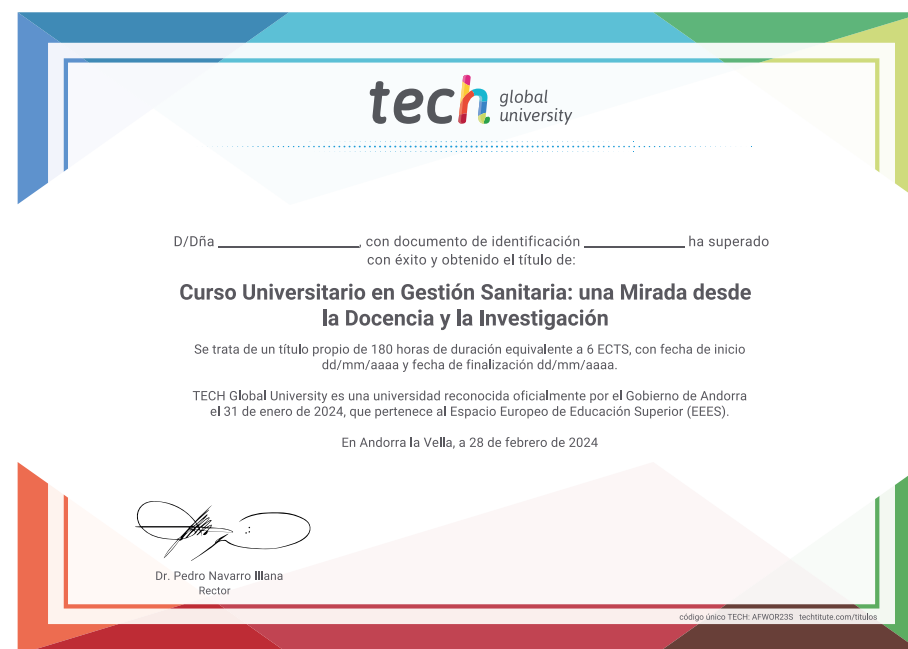 tech global university
D/Dña ____________________, con documento de identificación ______________ ha superado
con éxito y obtenido el título de:
Curso Universitario en Gestión Sanitaria: una Mirada desde
la Docencia y la Investigación
Se trata de un título propio de 180 horas de duración equivalente a 6 ECTS, con fecha de inicio
dd/mm/aaaa y fecha de finalización dd/mm/aaaa.
TECH Global University es una universidad reconocida oficialmente por el Gobierno de Andorra
el 31 de enero de 2024, que pertenece al Espacio Europeo de Educación Superior (EEES).
En Andorra la Vella, a 28 de febrero de 2024
Dr. Pedro Navarro Illana
Rector
código único TECH: AFWOR23S techtitute.com/titulos